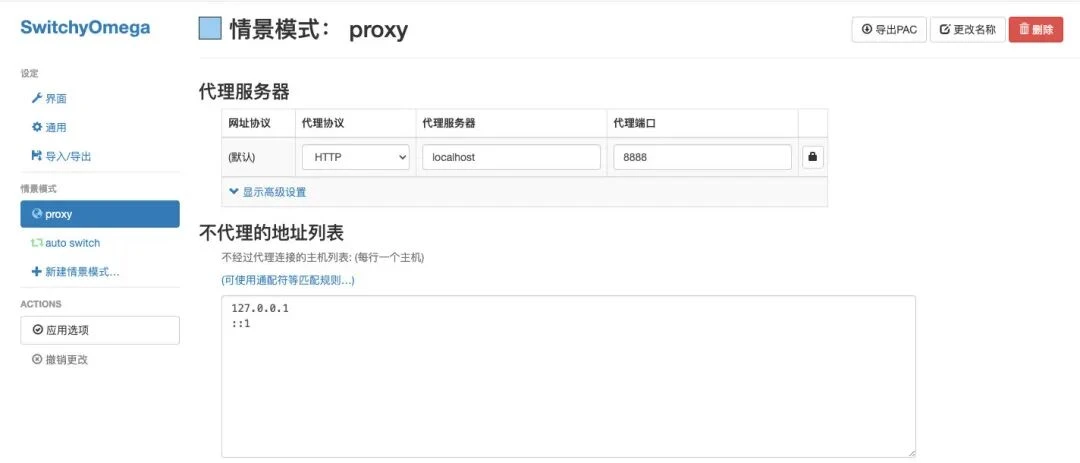 SwitchyOmega
设定
界面
通用
导入/导出
情景模式
proxy
auto switch
新建情景模式...
ACTIONS
应用选项
撤销更改
情景模式： proxy
导出PAC
更改名称
删除
代理服务器
网址协议 代理协议 代理服务器 代理端口
(默认) HTTP localhost 8888
显示高级设置
不代理的地址列表
不经过代理连接的主机列表: (每行一个主机)
(可使用通配符等匹配规则...)
127.0.0.1
::1